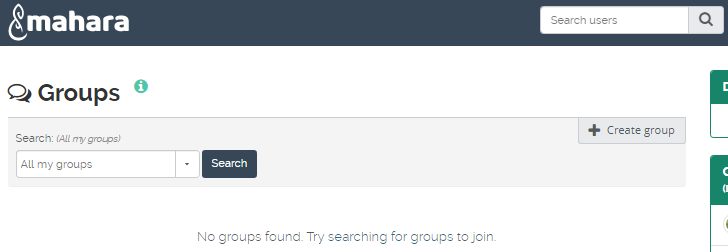 mahara
Search users
Groups
Create group
Search: (All my groups)
All my groups
Search
No groups found. Try searching for groups to join.